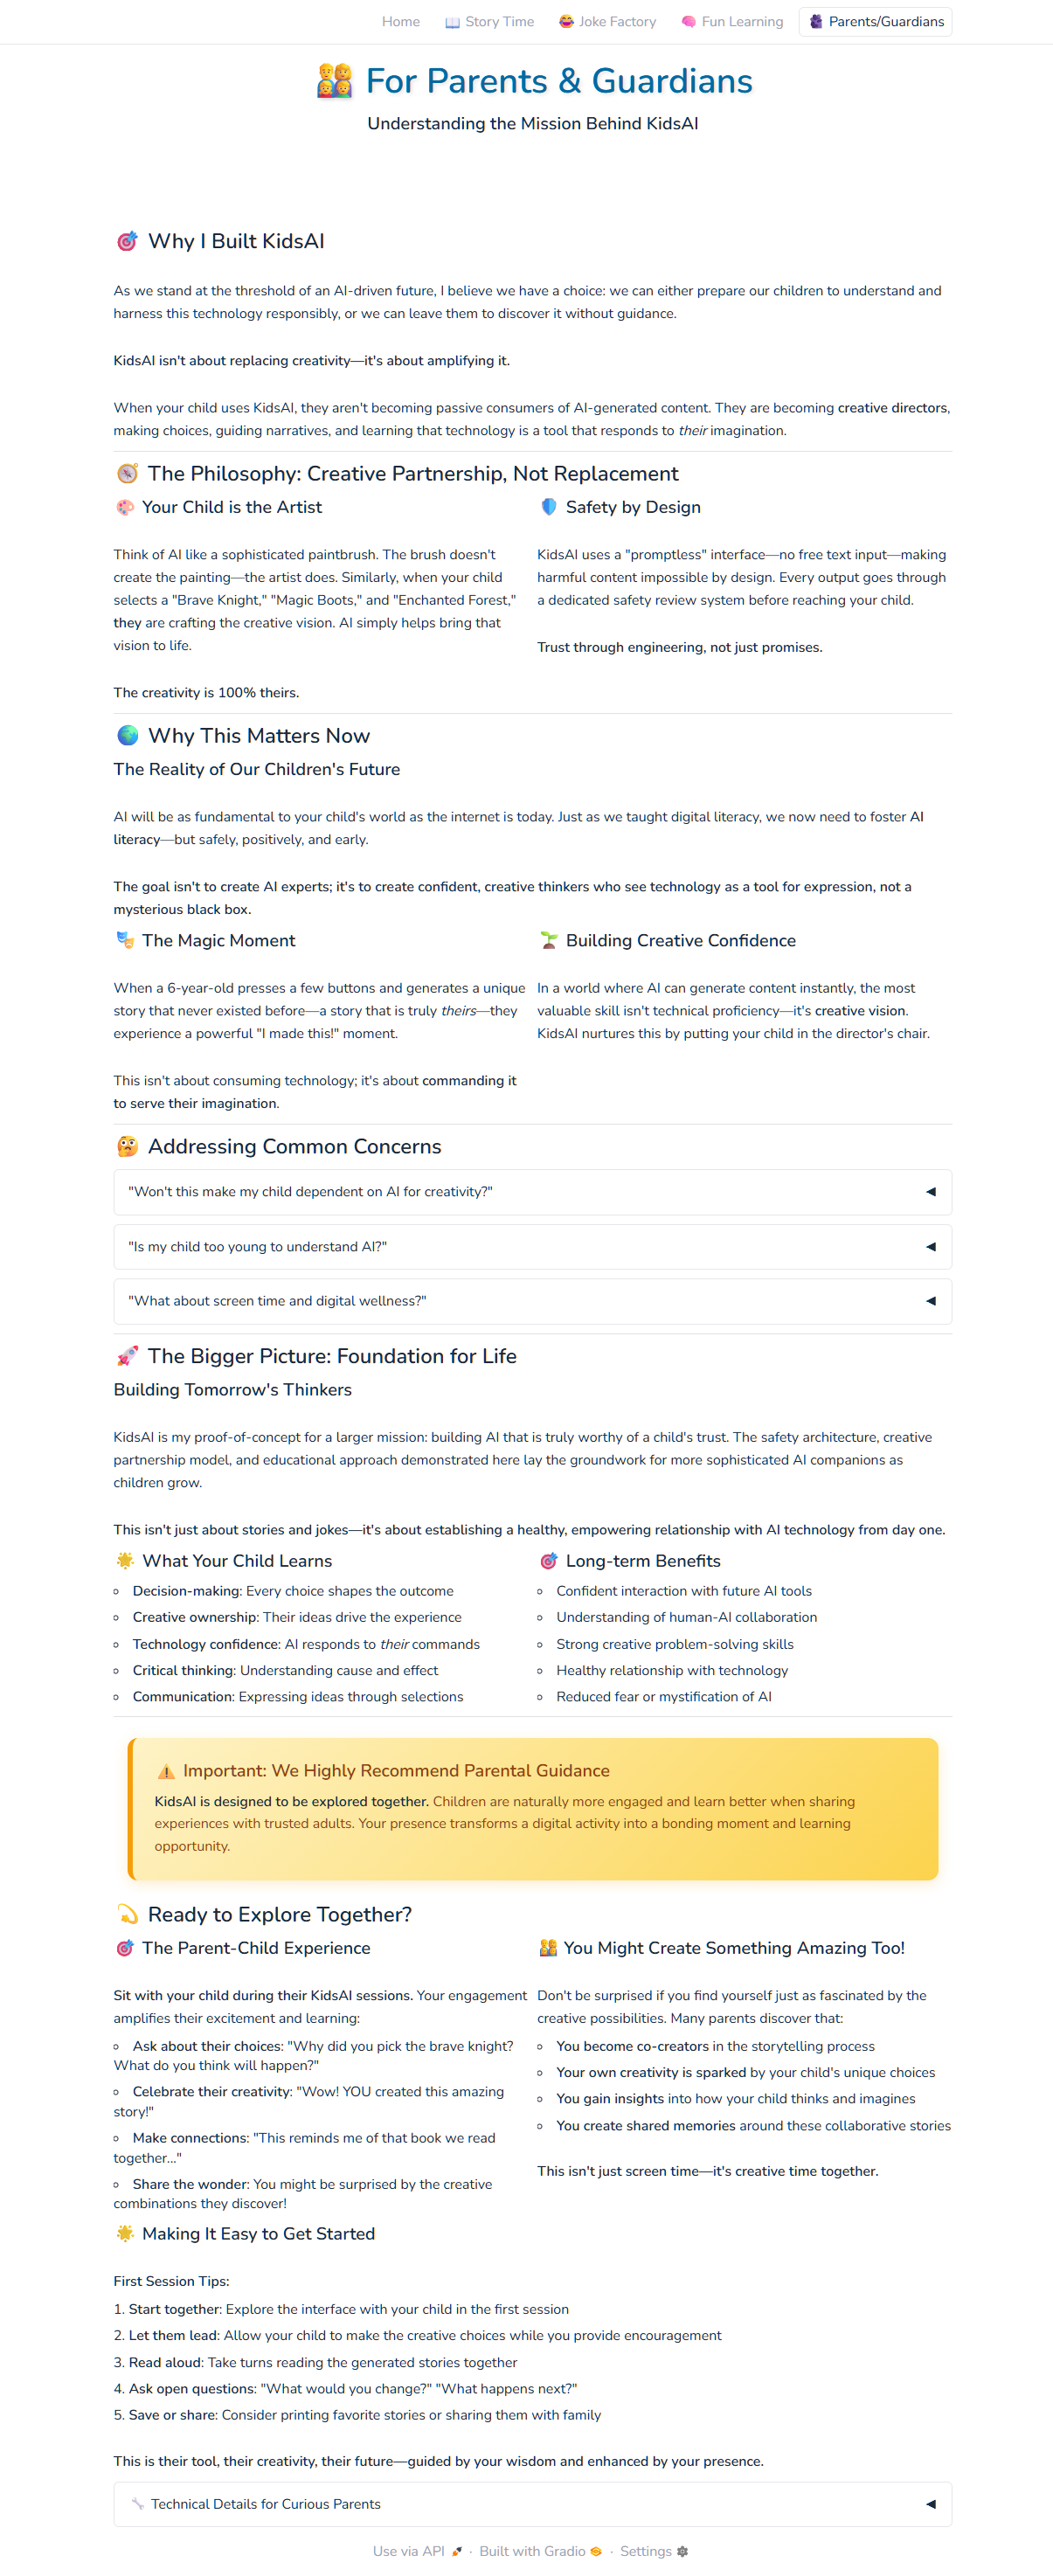 Home
Story Time
Joke Factory
Fun Learning
Parents/Guardians
For Parents & Guardians
Understanding the Mission Behind KidsAI
Why I Built KidsAI
As we stand at the threshold of an AI-driven future, I believe we have a choice: we can either prepare our children to understand and
harness this technology responsibly, or we can leave them to discover it without guidance.
KidsAI isn't about replacing creativity—it's about amplifying it.
When your child uses KidsAI, they aren't becoming passive consumers of AI-generated content. They are becoming creative directors,
making choices, guiding narratives, and learning that technology is a tool that responds to their imagination.
The Philosophy: Creative Partnership, Not Replacement
Your Child is the Artist
Think of AI like a sophisticated paintbrush. The brush doesn't
create the painting—the artist does. Similarly, when your child
selects a "Brave Knight," "Magic Boots," and "Enchanted Forest,"
they are crafting the creative vision. AI simply helps bring that
vision to life.
The creativity is 100% theirs.
Safety by Design
KidsAI uses a "promptless" interface—no free text input—making
harmful content impossible by design. Every output goes through
a dedicated safety review system before reaching your child.
Trust through engineering, not just promises.
Why This Matters Now
The Reality of Our Children's Future
AI will be as fundamental to your child's world as the internet is today. Just as we taught digital literacy, we now need to foster AI
literacy—but safely, positively, and early.
The goal isn't to create AI experts; it's to create confident, creative thinkers who see technology as a tool for expression, not a
mysterious black box.
The Magic Moment
When a 6-year-old presses a few buttons and generates a unique
story that never existed before—a story that is truly theirs—they
experience a powerful "I made this!" moment.
This isn't about consuming technology; it's about commanding it
to serve their imagination.
Building Creative Confidence
In a world where AI can generate content instantly, the most
valuable skill isn't technical proficiency—it's creative vision.
KidsAI nurtures this by putting your child in the director's chair.
Addressing Common Concerns
"Won't this make my child dependent on AI for creativity?"
"Is my child too young to understand AI?"
"What about screen time and digital wellness?"
The Bigger Picture: Foundation for Life
Building Tomorrow's Thinkers
KidsAI is my proof-of-concept for a larger mission: building AI that is truly worthy of a child's trust. The safety architecture, creative
partnership model, and educational approach demonstrated here lay the groundwork for more sophisticated AI companions as
children grow.
This isn't just about stories and jokes—it's about establishing a healthy, empowering relationship with AI technology from day one.
What Your Child Learns
Decision-making: Every choice shapes the outcome
Creative ownership: Their ideas drive the experience
Technology confidence: AI responds to their commands
Critical thinking: Understanding cause and effect
Communication: Expressing ideas through selections
Long-term Benefits
Confident interaction with future AI tools
Understanding of human-AI collaboration
Strong creative problem-solving skills
Healthy relationship with technology
Reduced fear or mystification of AI
Important: We Highly Recommend Parental Guidance
KidsAI is designed to be explored together. Children are naturally more engaged and learn better when sharing
experiences with trusted adults. Your presence transforms a digital activity into a bonding moment and learning
opportunity.
Ready to Explore Together?
The Parent-Child Experience
Sit with your child during their KidsAI sessions. Your engagement
amplifies their excitement and learning:
Ask about their choices: "Why did you pick the brave knight?
What do you think will happen?"
Celebrate their creativity: "Wow! YOU created this amazing
story!"
Make connections: "This reminds me of that book we read
together..."
Share the wonder: You might be surprised by the creative
combinations they discover!
You Might Create Something Amazing Too!
Don't be surprised if you find yourself just as fascinated by the
creative possibilities. Many parents discover that:
You become co-creators in the storytelling process
Your own creativity is sparked by your child's unique choices
You gain insights into how your child thinks and imagines
You create shared memories around these collaborative stories
This isn't just screen time—it's creative time together.
Making It Easy to Get Started
First Session Tips:
1. Start together: Explore the interface with your child in the first session
2. Let them lead: Allow your child to make the creative choices while you provide encouragement
3. Read aloud: Take turns reading the generated stories together
4. Ask open questions: "What would you change?" "What happens next?"
5. Save or share: Consider printing favorite stories or sharing them with family
This is their tool, their creativity, their future—guided by your wisdom and enhanced by your presence.
Technical Details for Curious Parents
Use via API · Built with Gradio · Settings